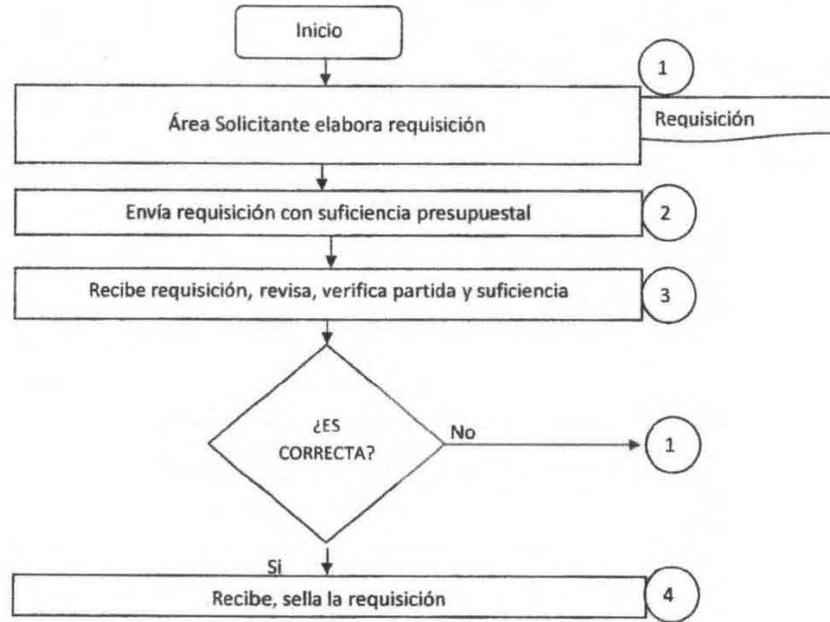 Inicio
1
Área Solicitante elabora requisición
Requisición
Envía requisición con suficiencia presupuestal
2
Recibe requisición, revisa, verifica partida y suficiencia
3
¿ES
CORRECTA?
No
1
Si
Recibe, sella la requisición
4